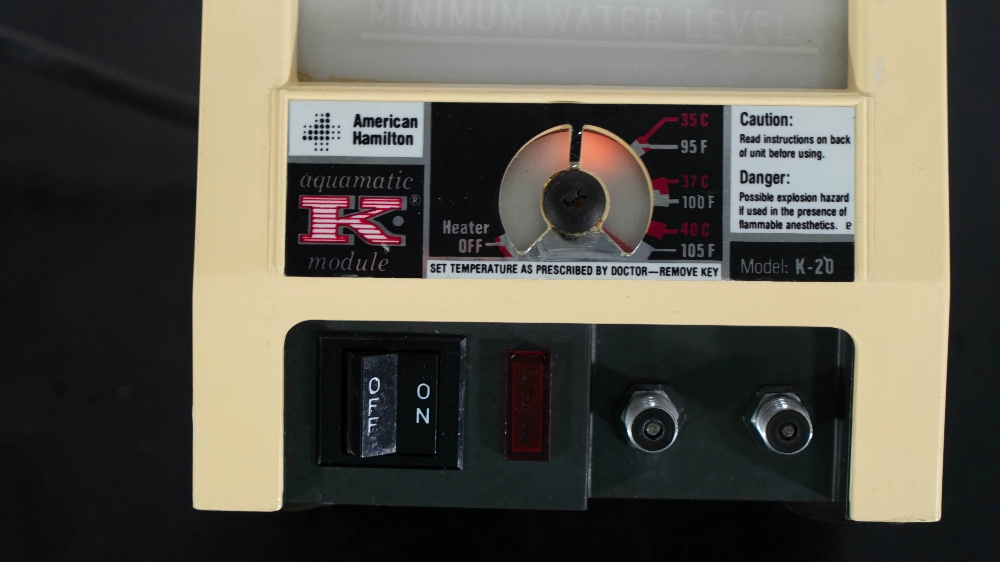 MINIMUM WATER LEVEL
American
Hamilton
aquamatic
K®
module
Heater
OFF
35 C
95 F
37 C
100 F
40 C
105 F
SET TEMPERATURE AS PRESCRIBED BY DOCTOR—REMOVE KEY
Caution:
Read instructions on back
of unit before using.
Danger:
Possible explosion hazard
if used in the presence of
flammable anesthetics.
Model: K-20
OFF
ON